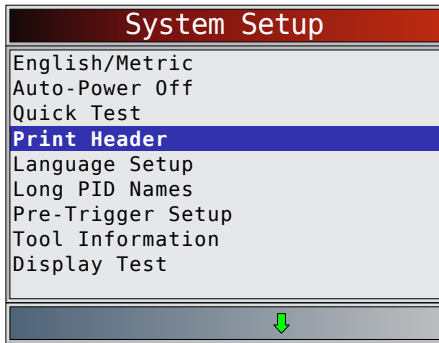 System Setup
English/Metric
Auto-Power Off
Quick Test
Print Header
Language Setup
Long PID Names
Pre-Trigger Setup
Tool Information
Display Test